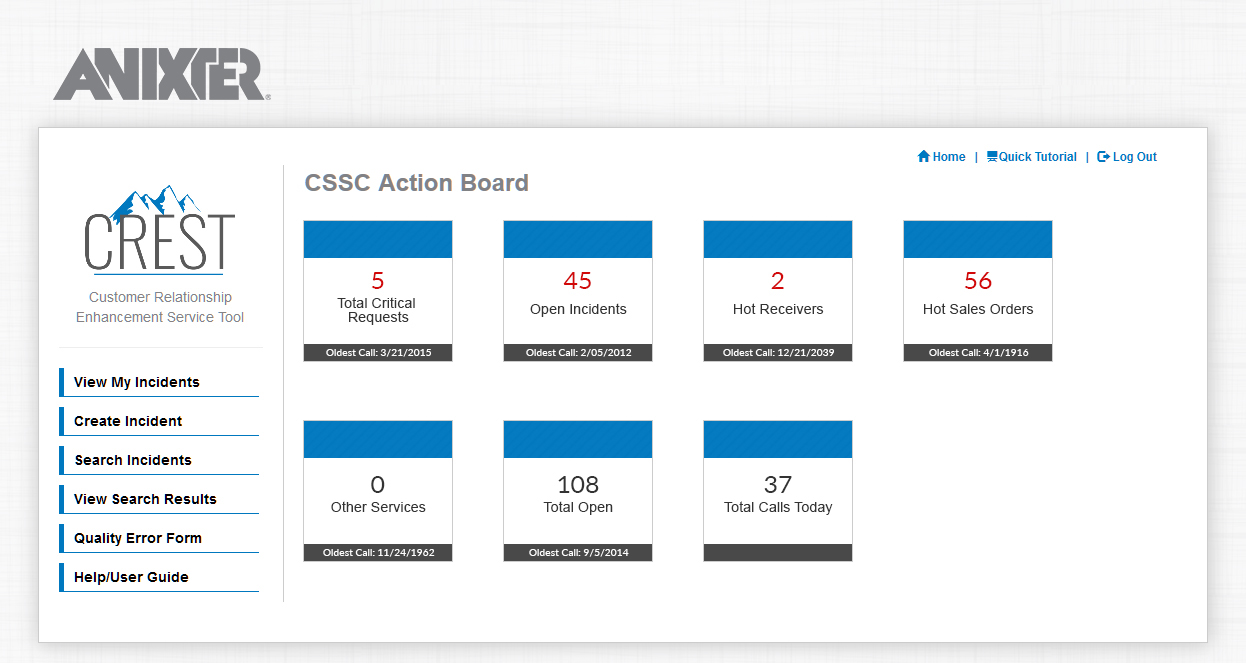 ANIXTER®
Home | Quick Tutorial | Log Out
CREST
Customer Relationship
Enhancement Service Tool
View My Incidents
Create Incident
Search Incidents
View Search Results
Quality Error Form
Help/User Guide
CSSC Action Board
5
Total Critical
Requests
Oldest Call: 3/21/2015
45
Open Incidents
Oldest Call: 2/05/2012
2
Hot Receivers
Oldest Call: 12/21/2039
56
Hot Sales Orders
Oldest Call: 4/1/1916
0
Other Services
Oldest Call: 11/24/1962
108
Total Open
Oldest Call: 9/5/2014
37
Total Calls Today